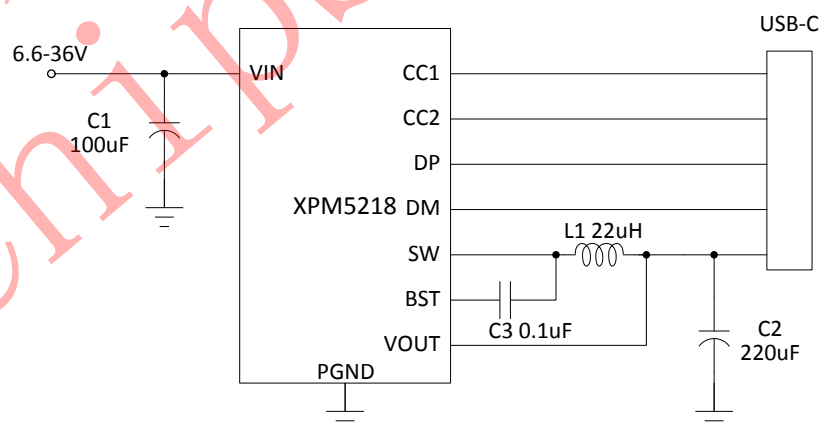 USB-C
6.6-36V
VIN
CC1
C1
100uF
CC2
DP
XPM5218
DM
L1 22uH
SW
BST
C3 0.1uF
VOUT
C2
220uF
PGND
chips